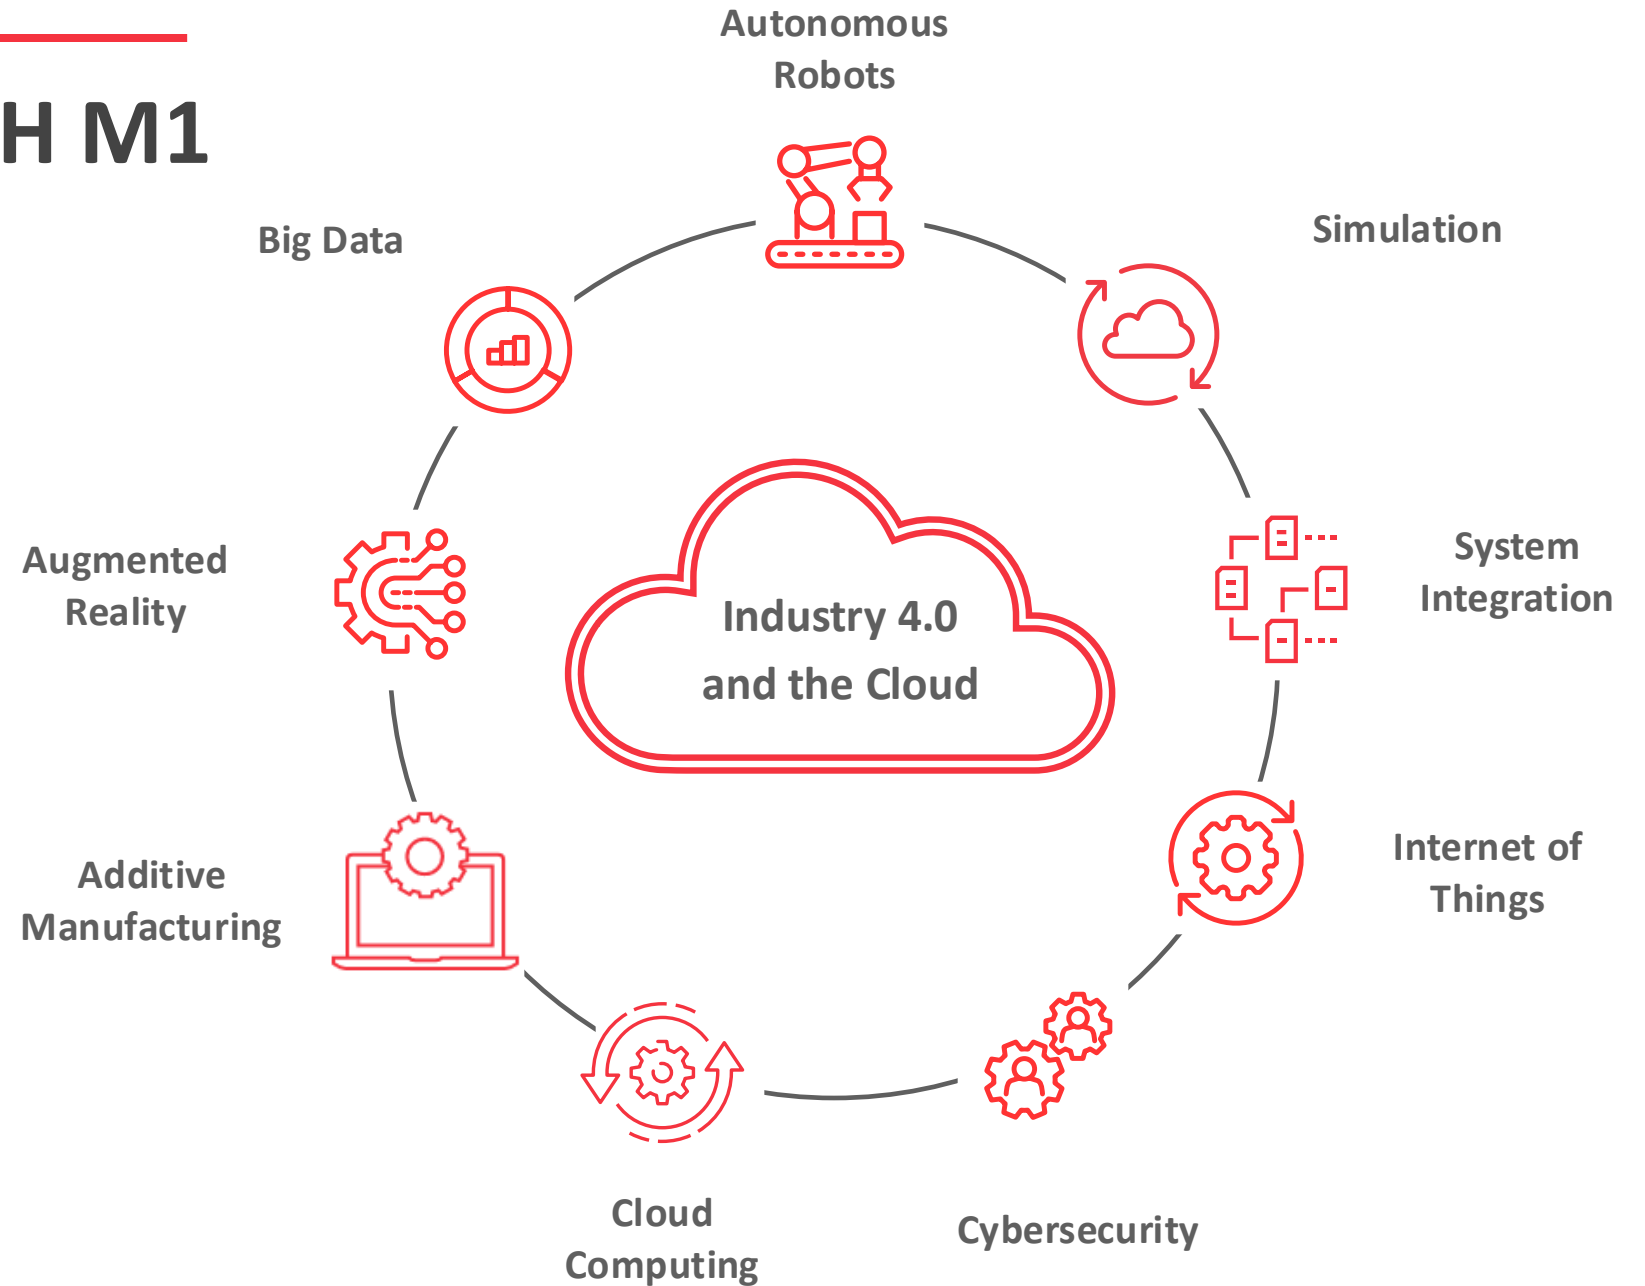 Autonomous
Robots
H M1
Big Data
Simulation
Augmented
Reality
Industry 4.0
and the Cloud
System
Integration
Additive
Manufacturing
Internet of
Things
Cloud
Computing
Cybersecurity